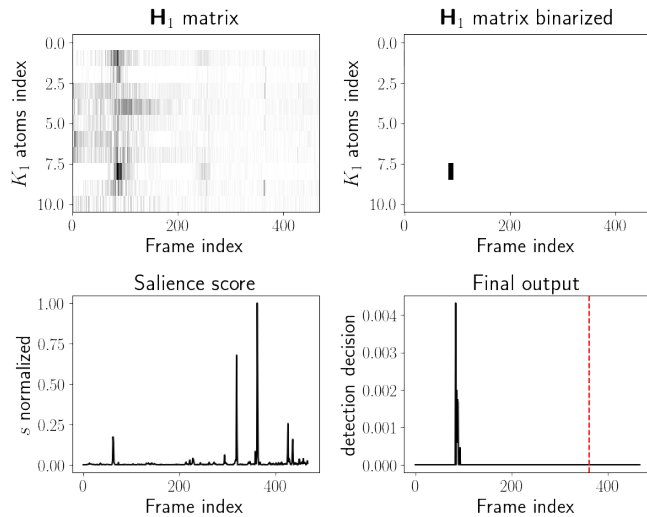 H₁ matrix
0.0
2.5
5.0
7.5
10.0
K₁ atoms index
0 200 400
Frame index
H₁ matrix binarized
0.0
2.5
5.0
7.5
10.0
K₁ atoms index
0 200 400
Frame index
Salience score
1.00
0.75
0.50
0.25
0.00
s normalized
0 200 400
Frame index
Final output
0.004
0.003
0.002
0.001
0.000
detection decision
0 200 400
Frame index